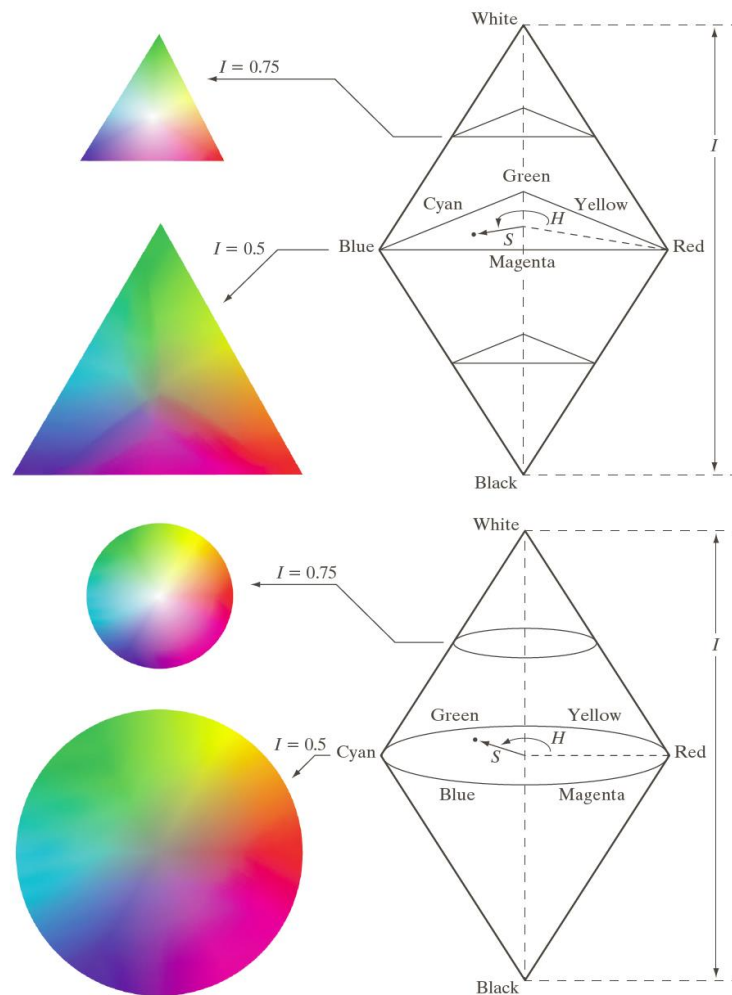 White
I = 0.75
I
Green
Cyan
Yellow
H
I = 0.5
Blue
S
Red
Magenta
Black
White
I = 0.75
I
Green
Yellow
I = 0.5
Cyan
H
S
Red
Blue
Magenta
Black